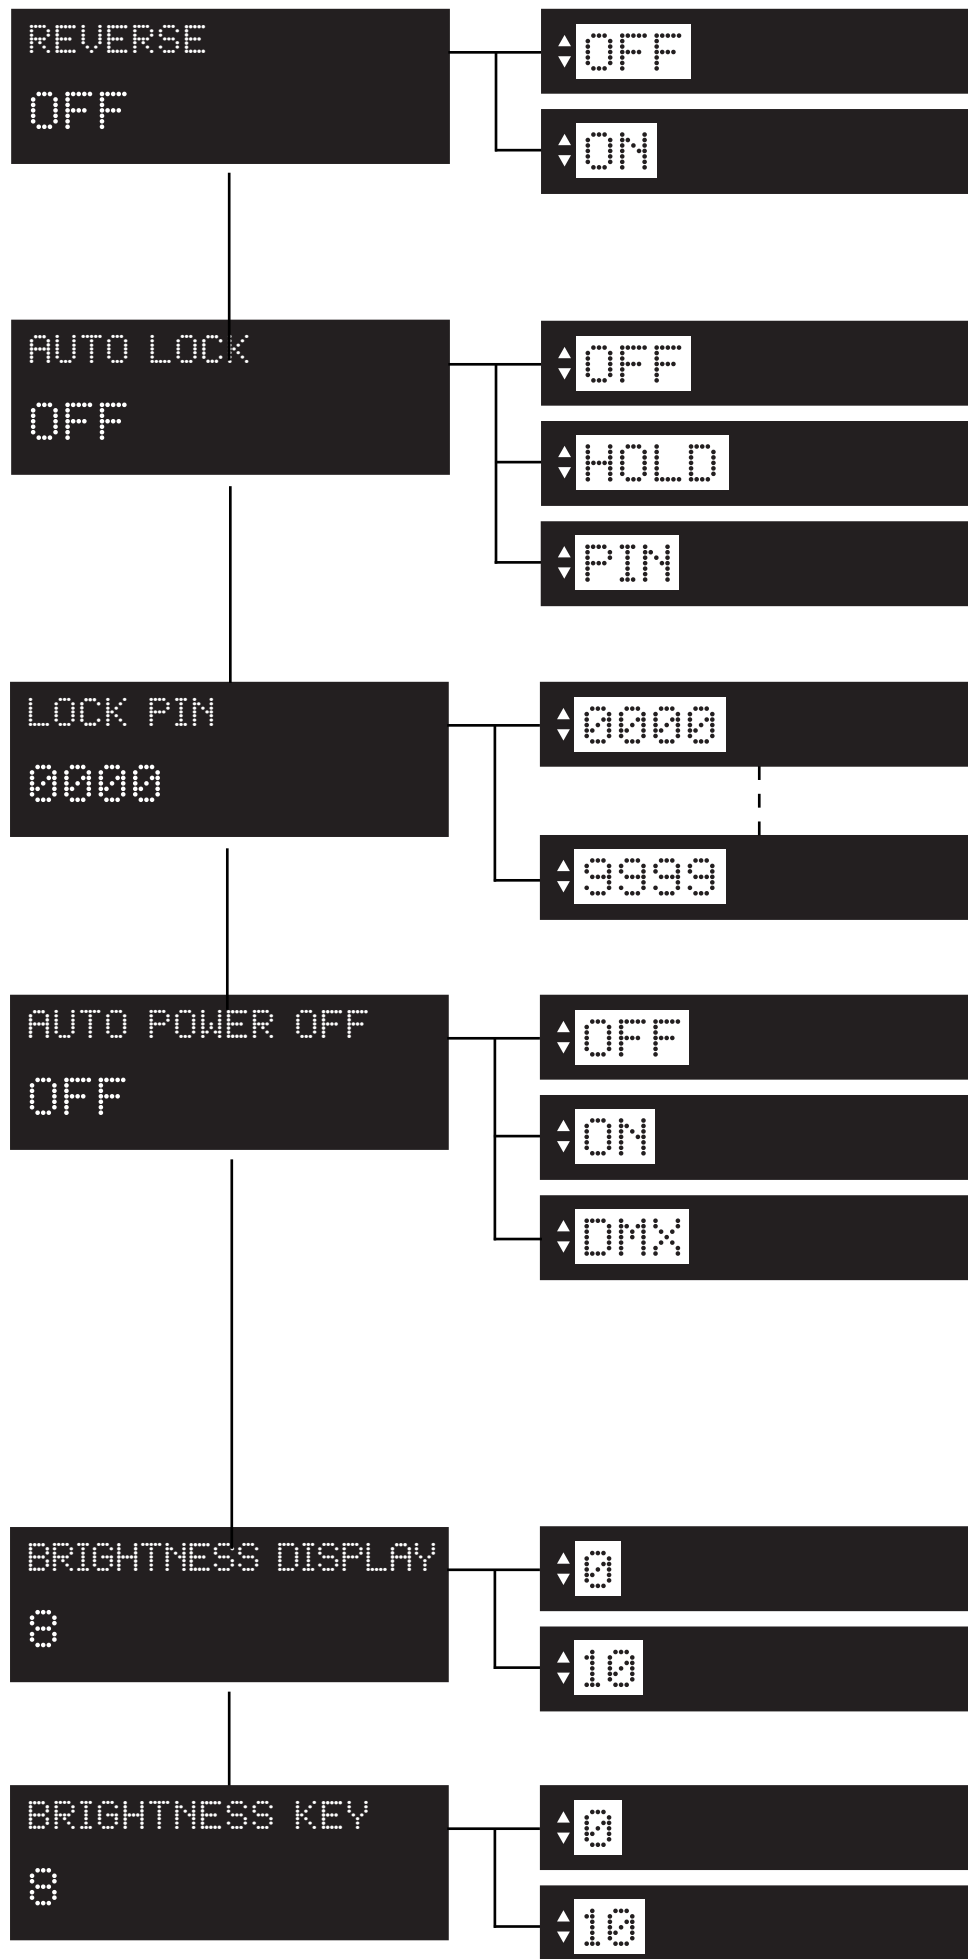 REVERSE
OFF
OFF
ON
AUTO LOCK
OFF
OFF
HOLD
PIN
LOCK PIN
0000
0000
9999
AUTO POWER OFF
OFF
OFF
ON
DMX
BRIGHTNESS DISPLAY
8
0
10
BRIGHTNESS KEY
8
0
10